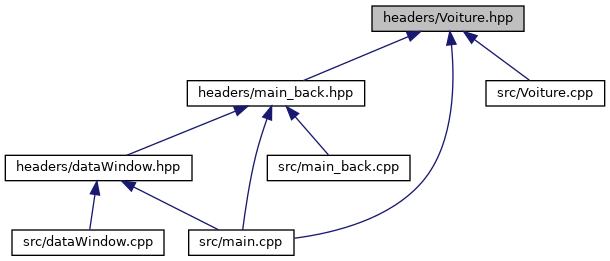 headers/Voiture.hpp
headers/main_back.hpp
src/Voiture.cpp
headers/dataWindow.hpp
src/main_back.cpp
src/dataWindow.cpp
src/main.cpp